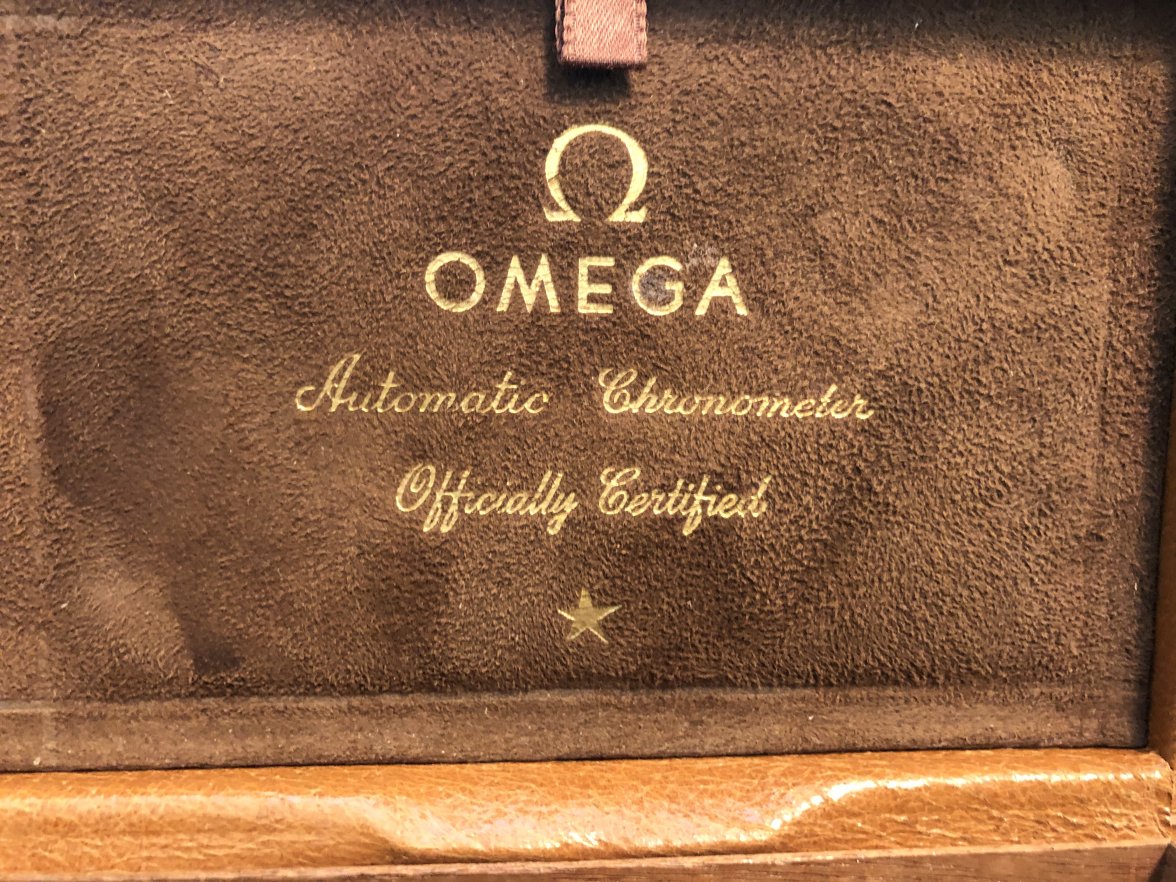 Ω
OMEGA
Automatic Chronometer
Officially Certified